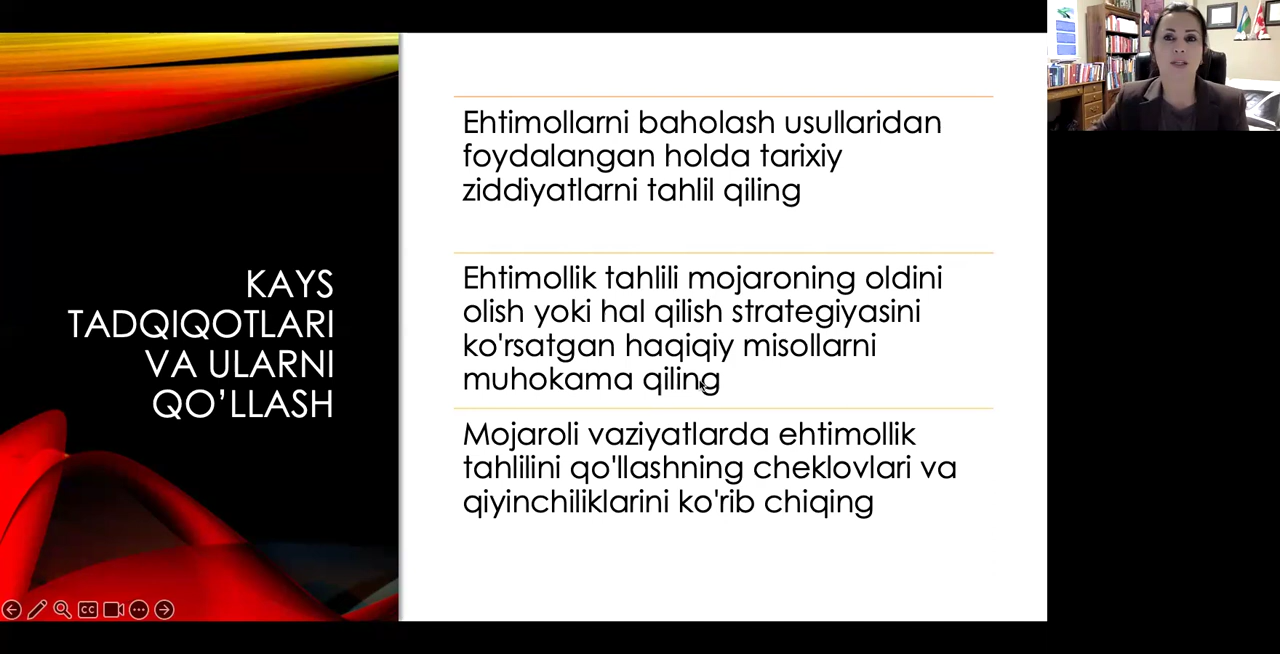 KAYS
TADQIQOTLARI
VA ULARNI
QO’LLASH
Ehtimollarni baholash usullaridan
foydalangan holda tarixiy
ziddiyatlarni tahlil qiling
Ehtimollik tahlili mojaroning oldini
olish yoki hal qilish strategiyasini
ko'rsatgan haqiqiy misollarni
muhokama qiling
Mojaroli vaziyatlarda ehtimollik
tahlilini qo'llashning cheklovlari va
qiyinchiliklarini ko'rib chiqing
CC